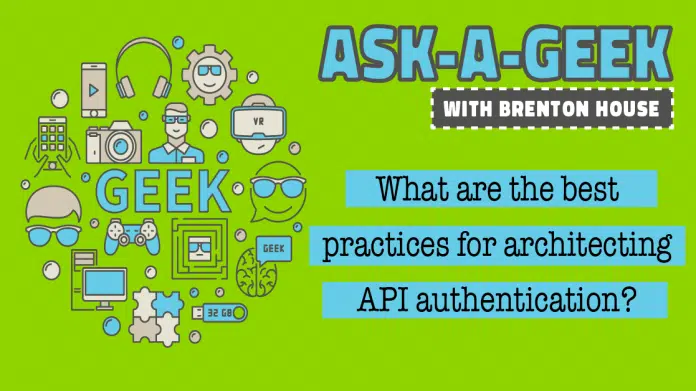 ASK-A-GEEK
WITH BRENTON HOUSE
VR
GEEK
GEEK
32 GB
What are the best
practices for architecting
API authentication?